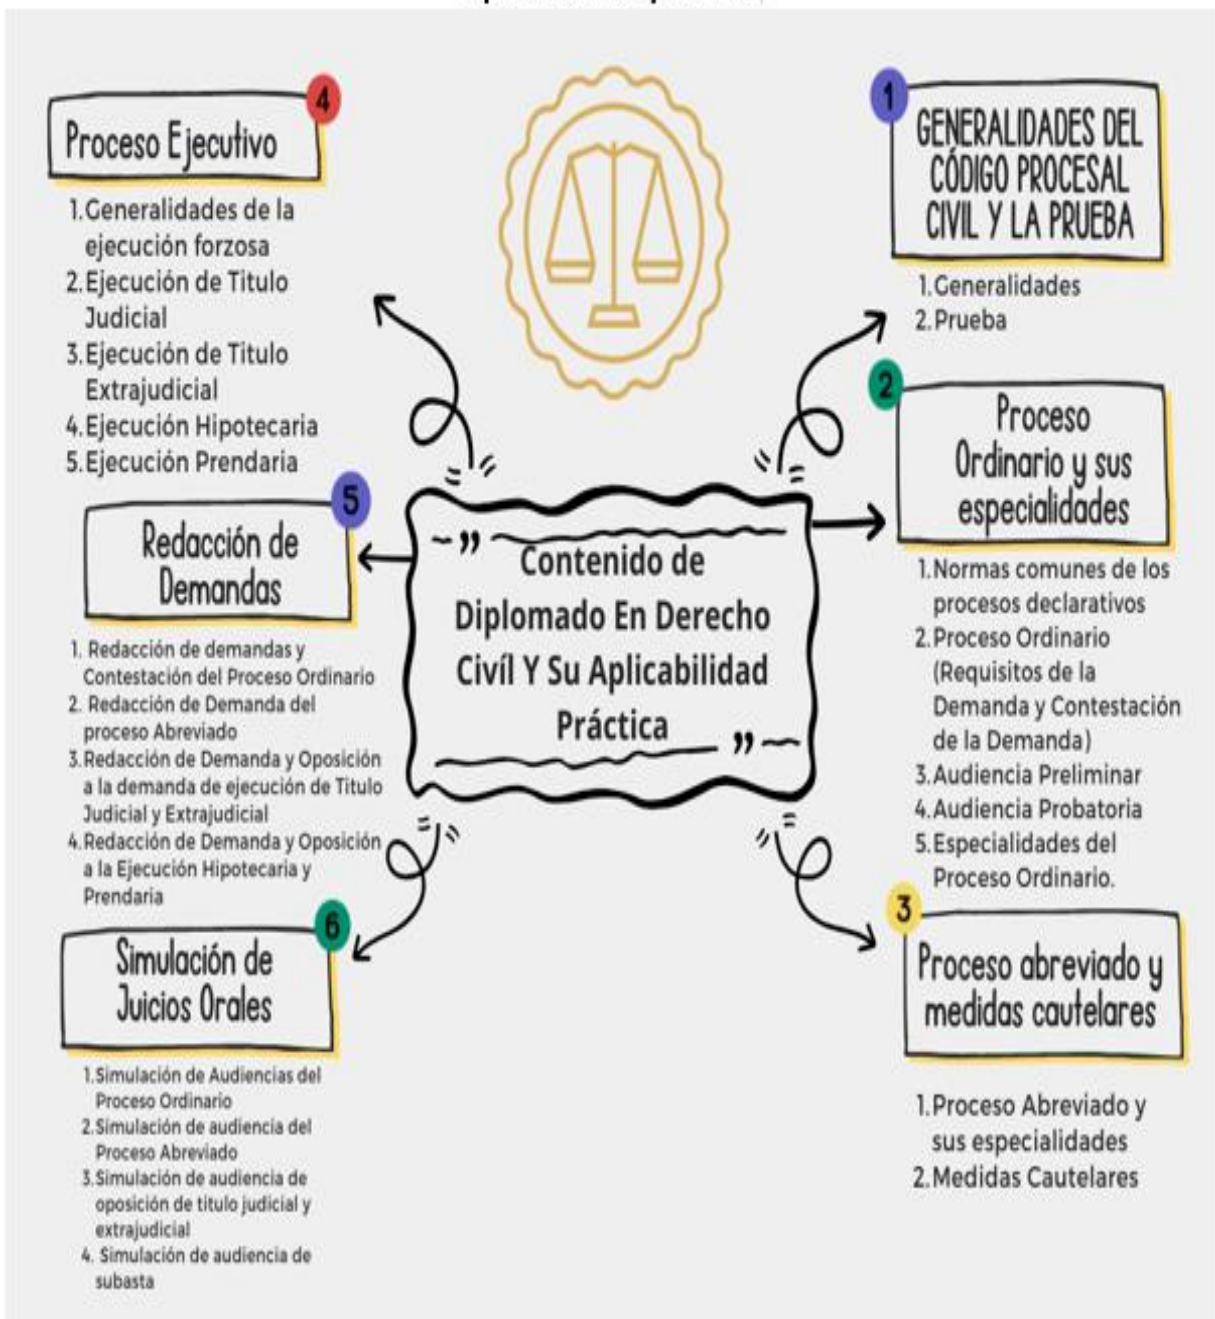 Contenido de
Diplomado En Derecho
Civíl Y Su Aplicabilidad
Práctica
1
GENERALIDADES DEL
CÓDIGO PROCESAL
CIVIL Y LA PRUEBA
1.Generalidades
2.Prueba
2
Proceso
Ordinario y sus
especialidades
1.Normas comunes de los
procesos declarativos
2.Proceso Ordinario
(Requisitos de la
Demanda y Contestación
de la Demanda)
3.Audiencia Preliminar
4.Audiencia Probatoria
5.Especialidades del
Proceso Ordinario.
3
Proceso abreviado y
medidas cautelares
1.Proceso Abreviado y
sus especialidades
2.Medidas Cautelares
4
Proceso Ejecutivo
1.Generalidades de la
ejecución forzosa
2.Ejecución de Titulo
Judicial
3.Ejecución de Titulo
Extrajudicial
4.Ejecución Hipotecaria
5.Ejecución Prendaria
5
Redacción de
Demandas
1. Redacción de demandas y
Contestación del Proceso Ordinario
2. Redacción de Demanda del
proceso Abreviado
3.Redacción de Demanda y Oposición
a la demanda de ejecución de Titulo
Judicial y Extrajudicial
4.Redacción de Demanda y Oposición
a la Ejecución Hipotecaria y
Prendaria
6
Simulación de
Juicios Orales
1.Simulación de Audiencias del
Proceso Ordinario
2.Simulación de audiencia del
Proceso Abreviado
3.Simulación de audiencia de
oposición de titulo judicial y
extrajudicial
4. Simulación de audiencia de
subasta